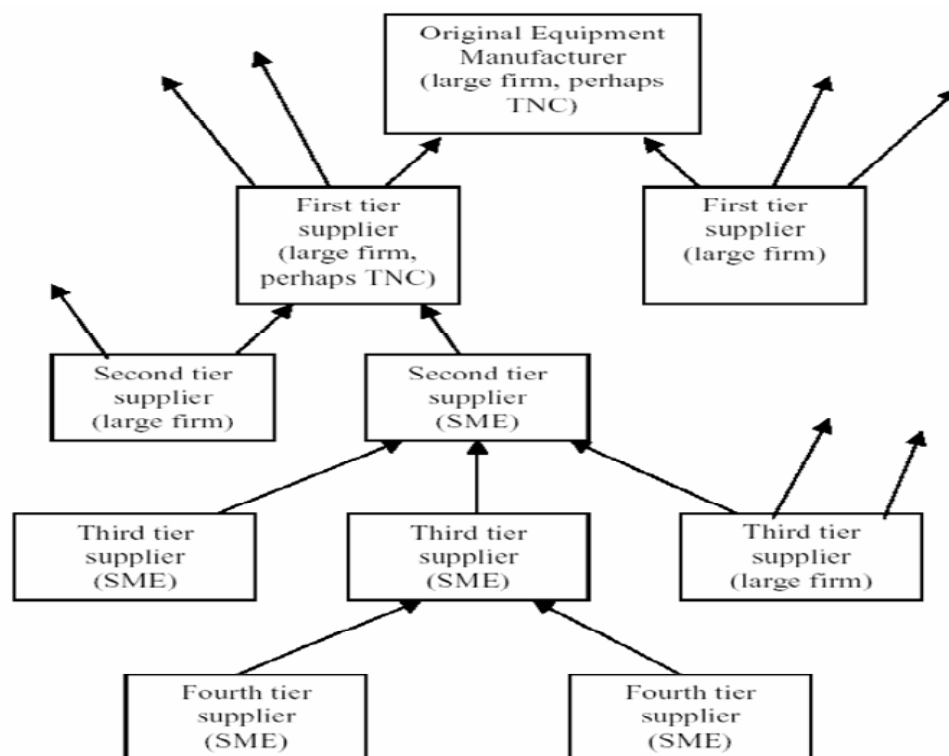 Original Equipment
Manufacturer
(large firm, perhaps
TNC)
First tier
supplier
(large firm,
perhaps TNC)
First tier
supplier
(large firm)
Second tier
supplier
(large firm)
Second tier
supplier
(SME)
Third tier
supplier
(SME)
Third tier
supplier
(SME)
Third tier
supplier
(large firm)
Fourth tier
supplier
(SME)
Fourth tier
supplier
(SME)